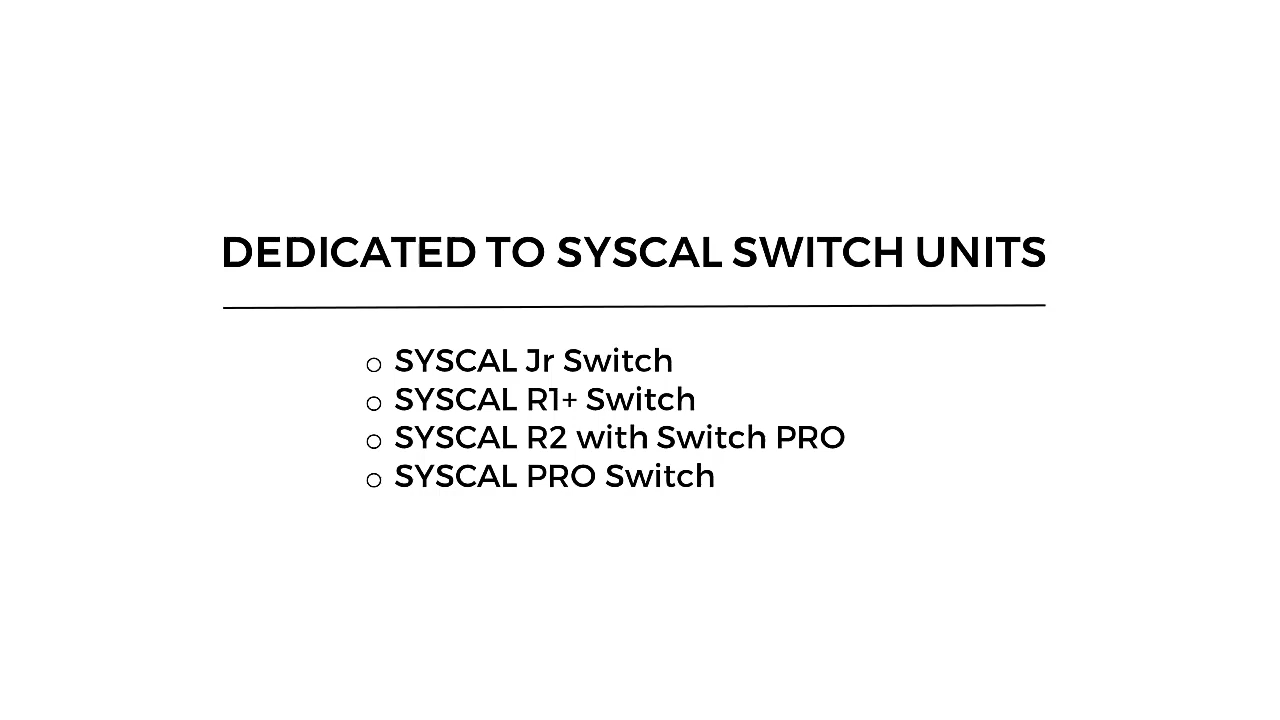 DEDICATED TO SYSCAL SWITCH UNITS
○ SYSCAL Jr Switch
○ SYSCAL R1+ Switch
○ SYSCAL R2 with Switch PRO
○ SYSCAL PRO Switch